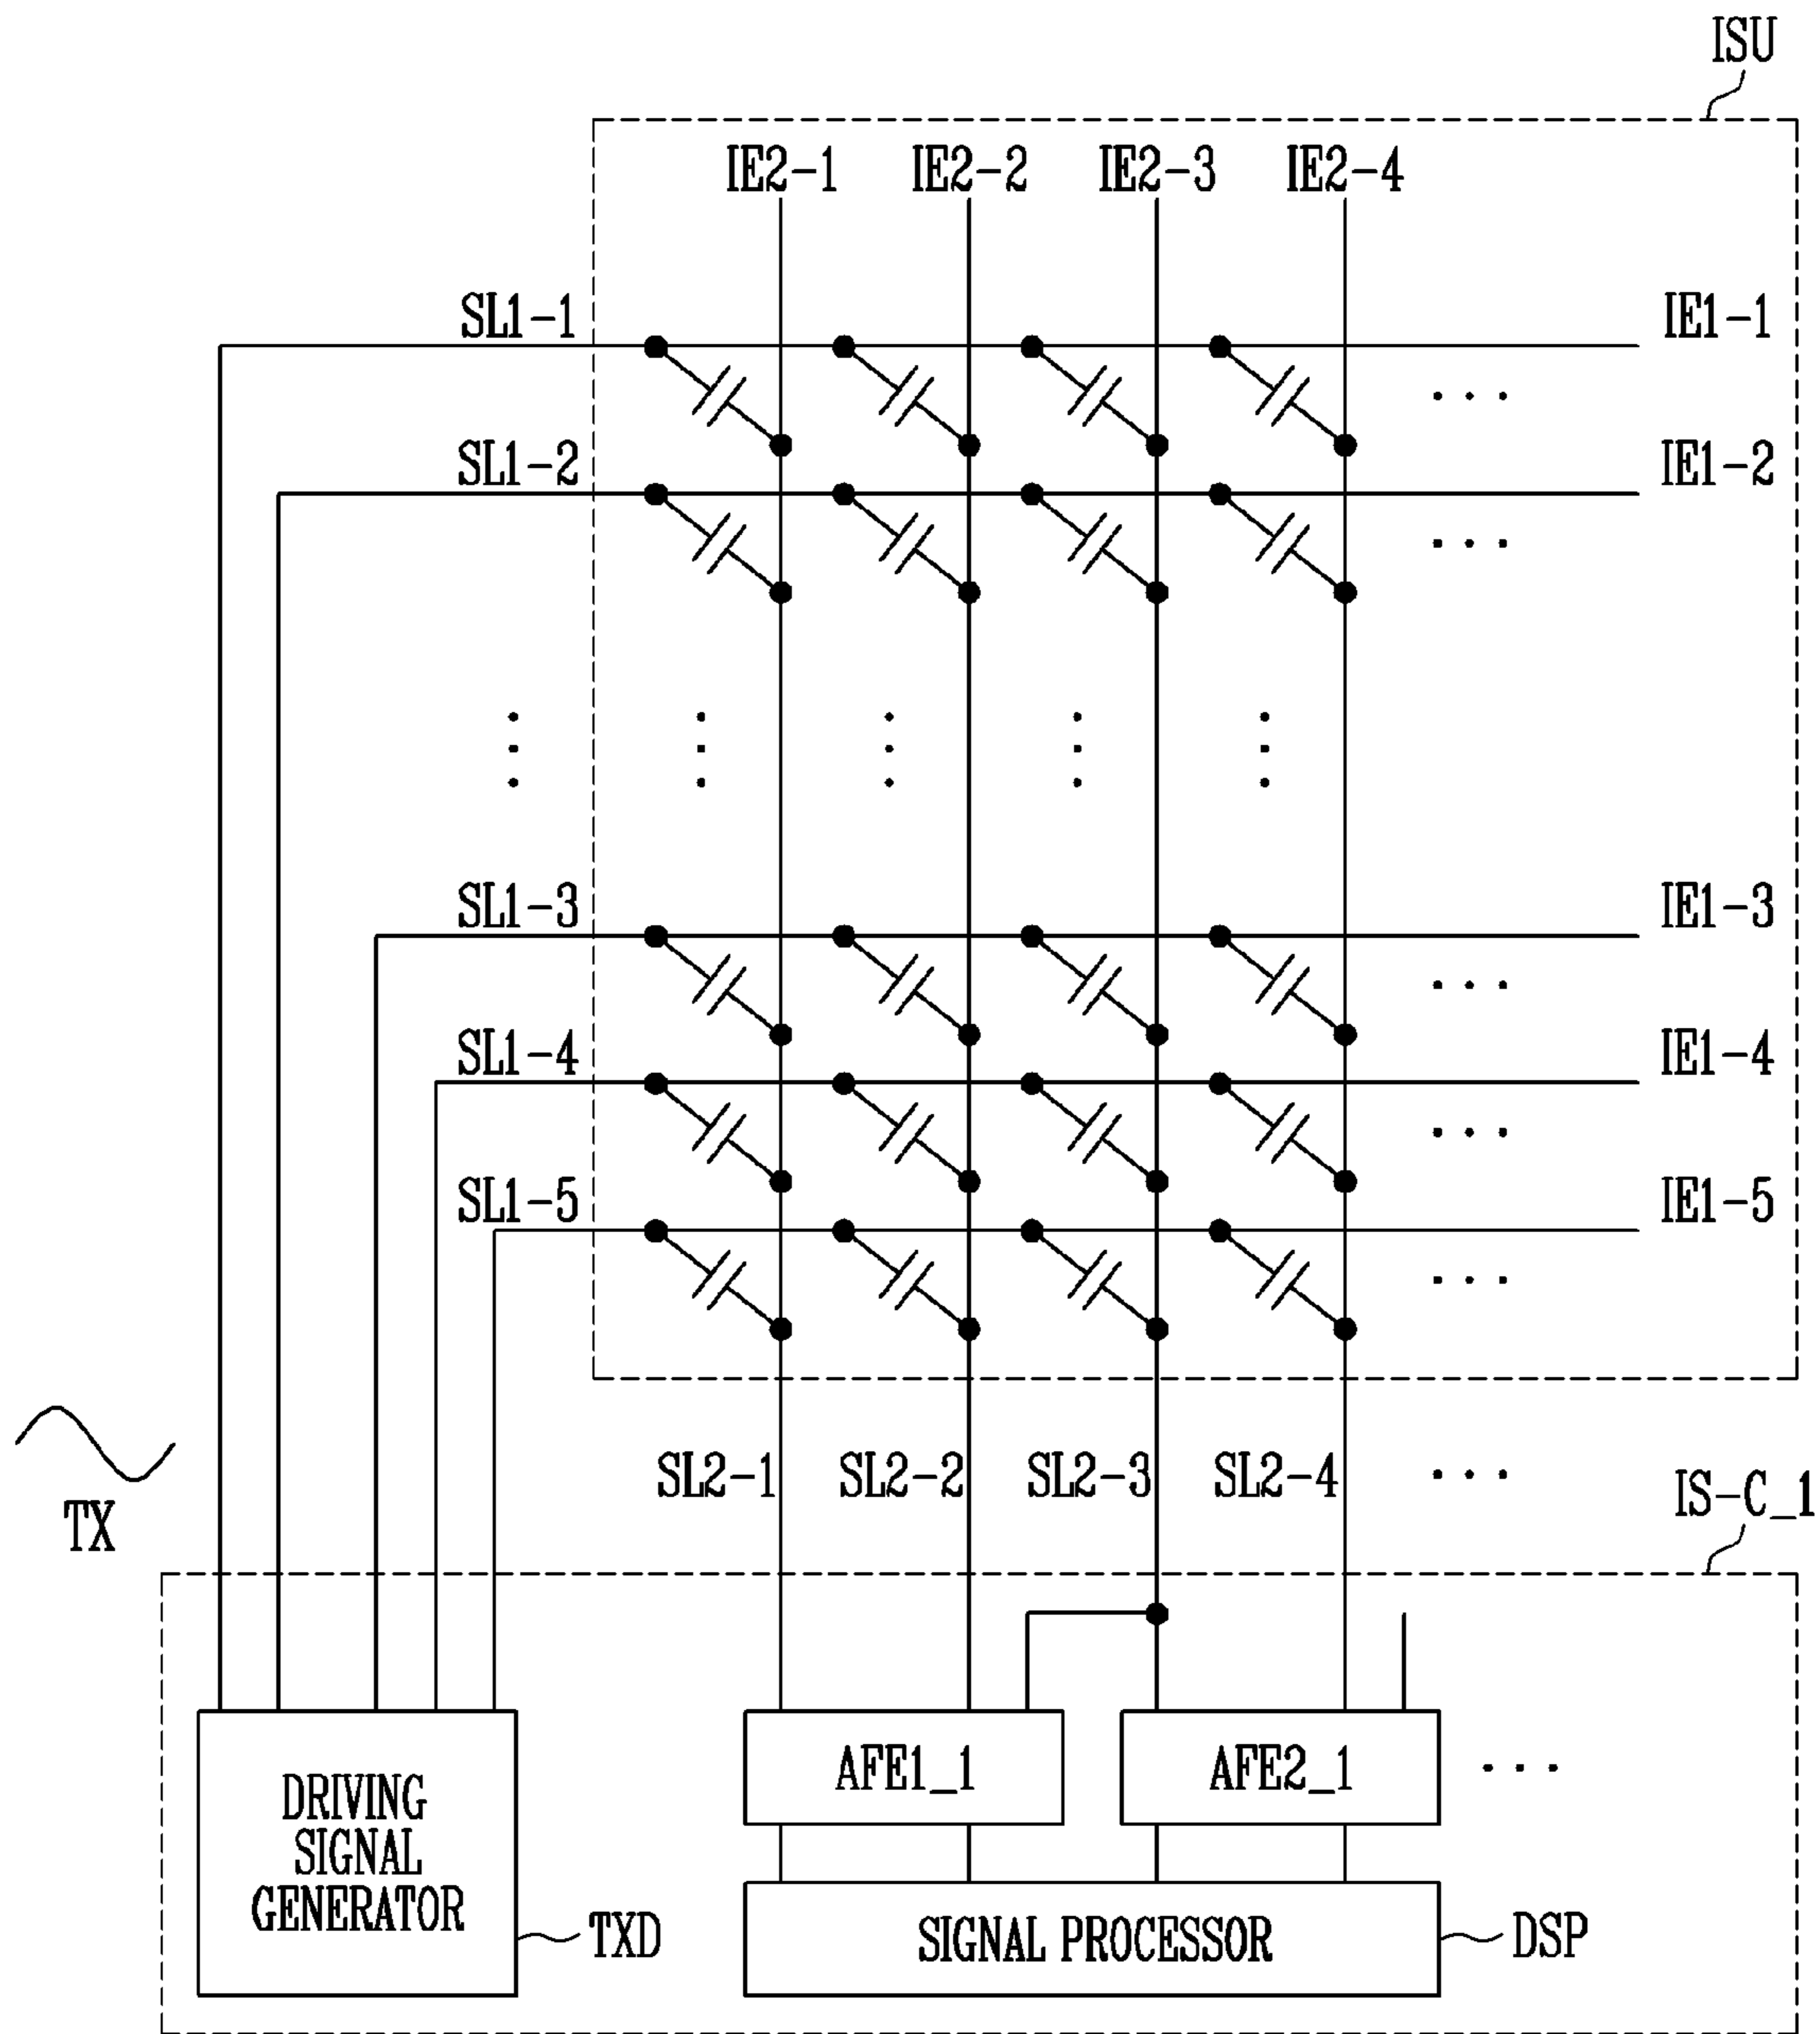 ISU
IE2-1 IE2-2 IE2-3 IE2-4
SL1-1 IE1-1
SL1-2 IE1-2
SL1-3 IE1-3
SL1-4 IE1-4
SL1-5 IE1-5
SL2-1 SL2-2 SL2-3 SL2-4
TX
IS-C_1
AFE1_1 AFE2_1
DRIVING
SIGNAL
GENERATOR
TXD
SIGNAL PROCESSOR
DSP